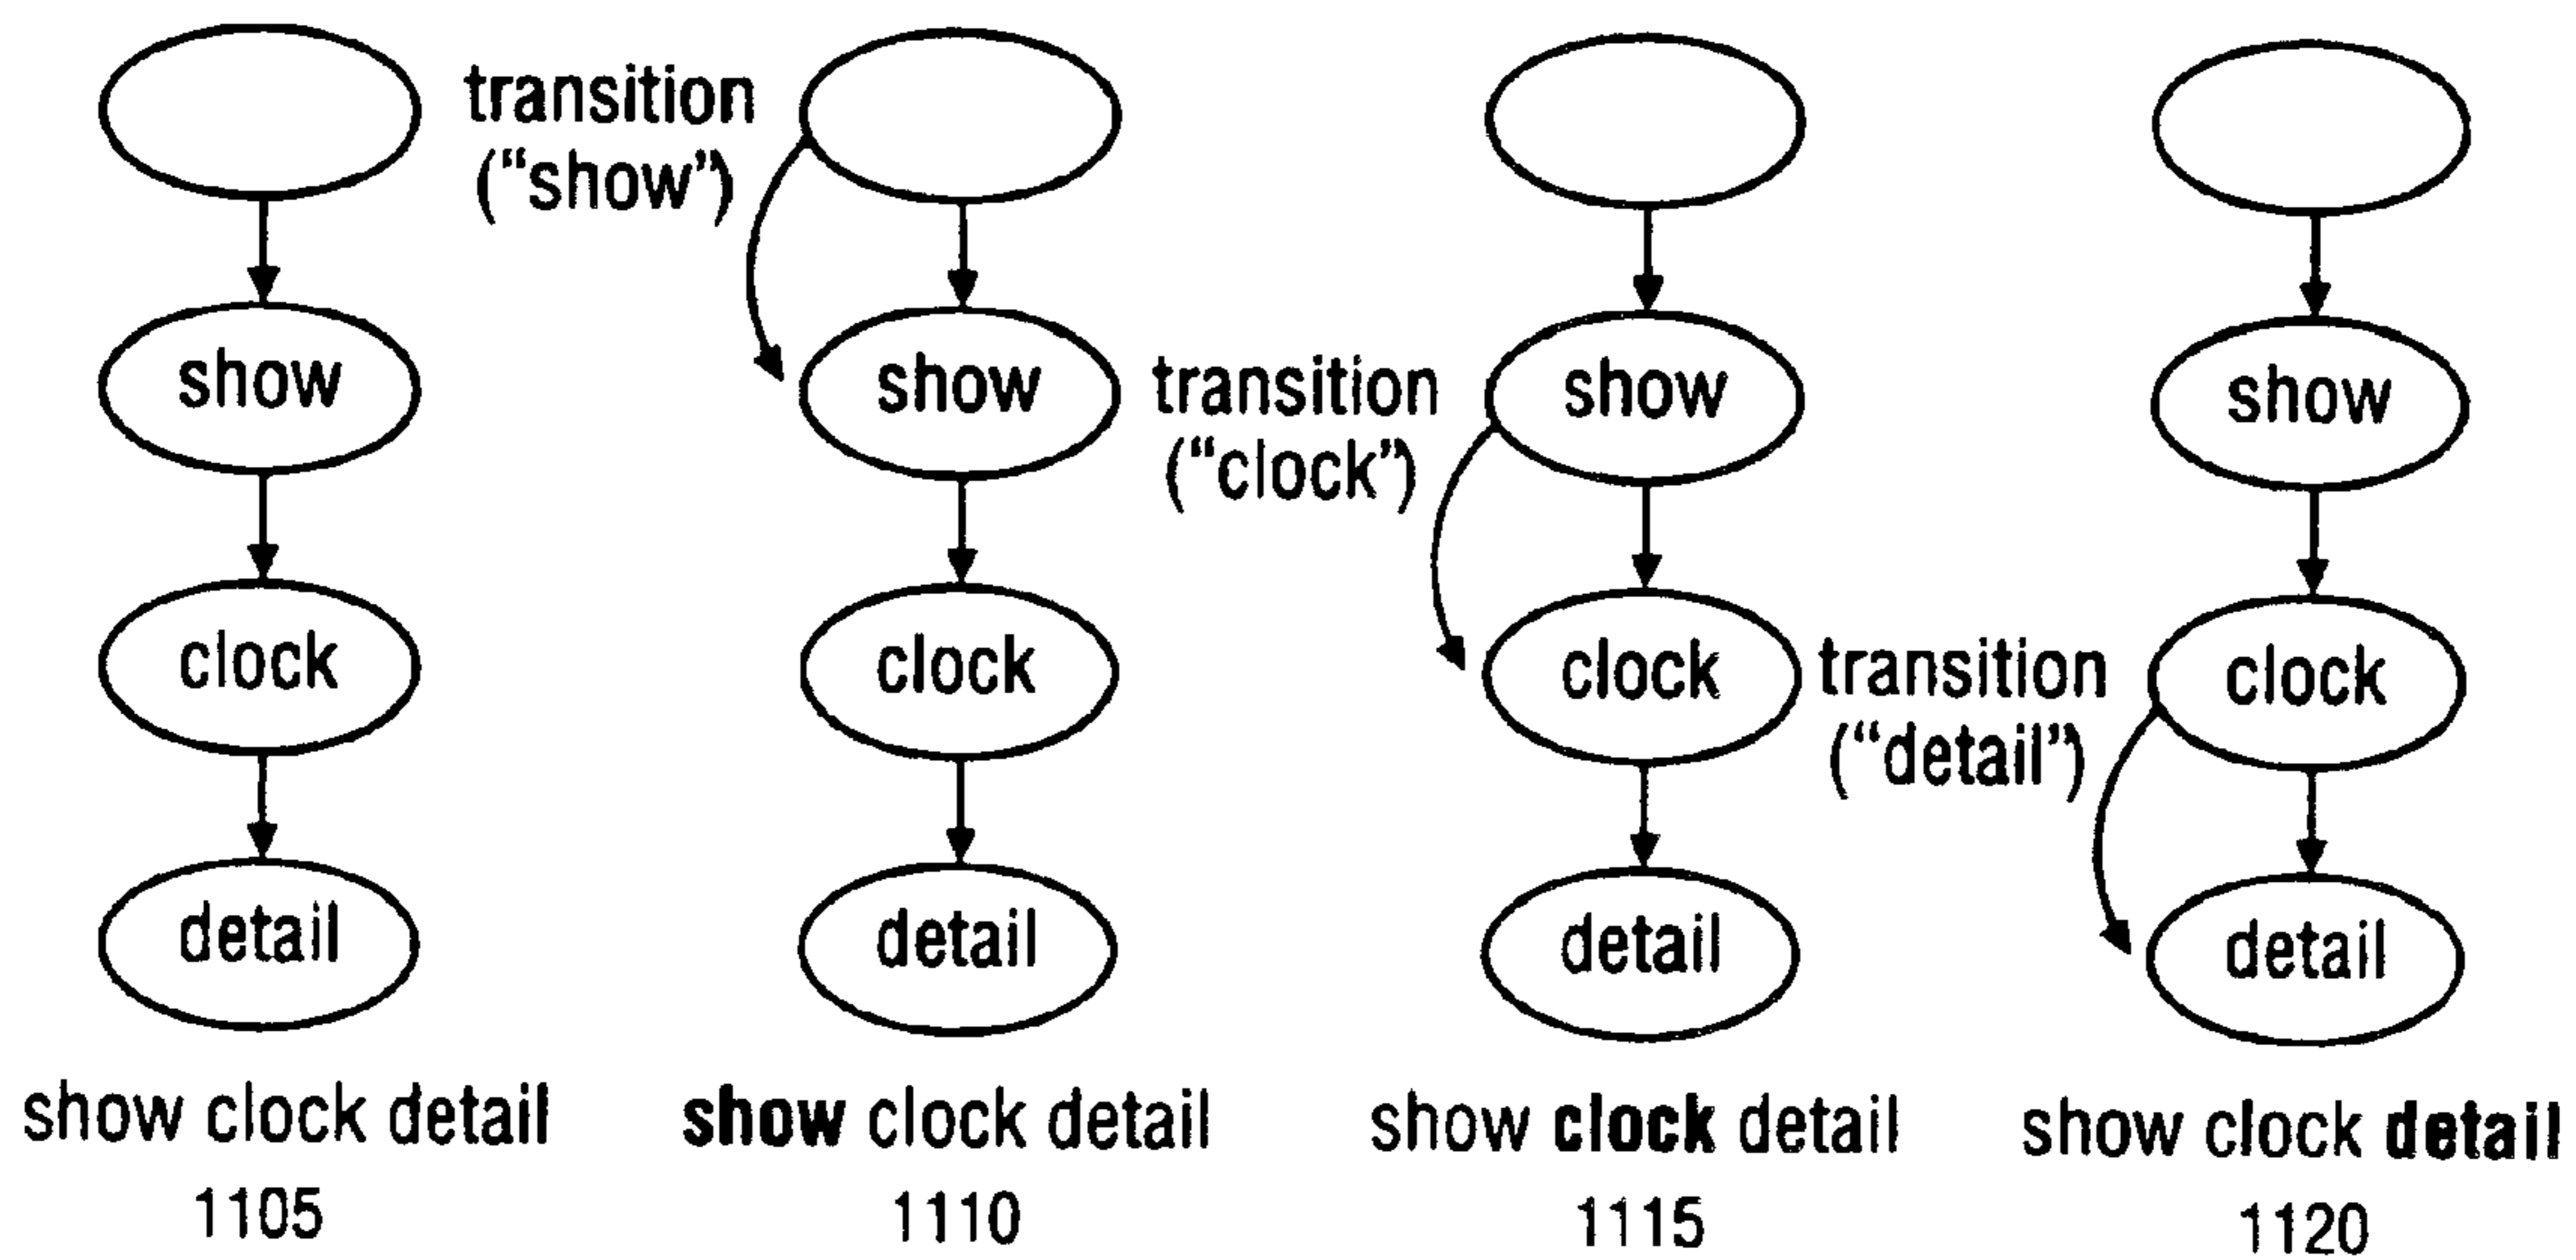 transition
("show")
show
clock
detail
show clock detail
1105
show
clock
detail
show clock detail
1110
transition
("clock")
show
clock
detail
show clock detail
1115
transition
("detail")
show
clock
detail
show clock detail
1120